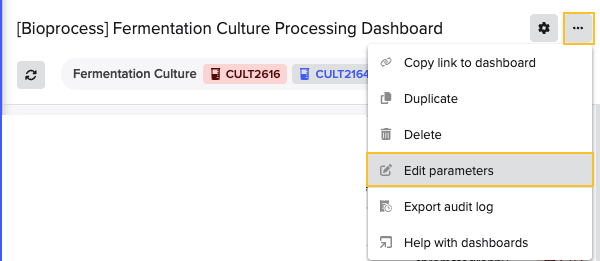 [Bioprocess] Fermentation Culture Processing Dashboard
Fermentation Culture CULT2616 CULT2164
Copy link to dashboard
Duplicate
Delete
Edit parameters
Export audit log
Help with dashboards